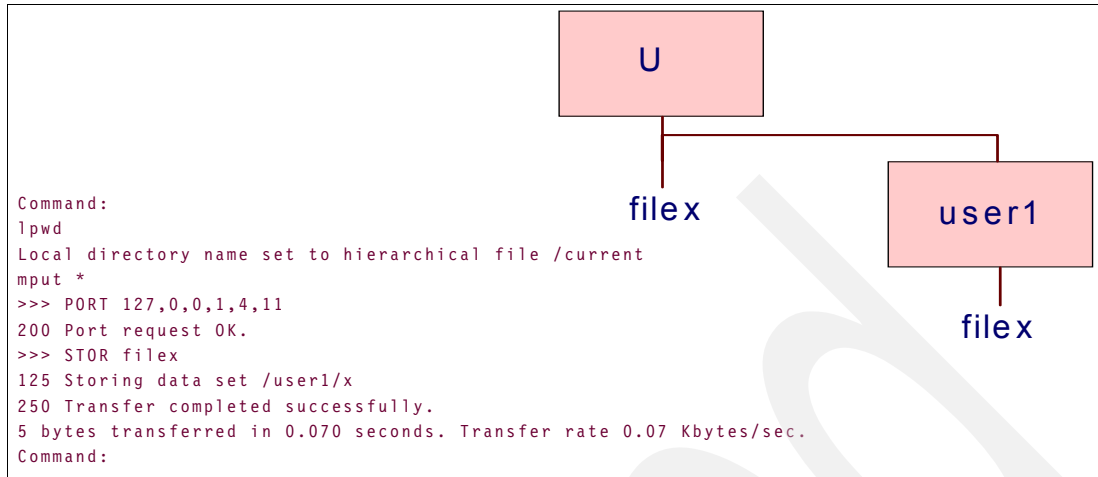 U
filex
user1
filex
Command:
lpwd
Local directory name set to hierarchical file /current
mput *
>>> PORT 127,0,0,1,4,11
200 Port request OK.
>>> STOR filex
125 Storing data set /user1/x
250 Transfer completed successfully.
5 bytes transferred in 0.070 seconds. Transfer rate 0.07 Kbytes/sec.
Command: